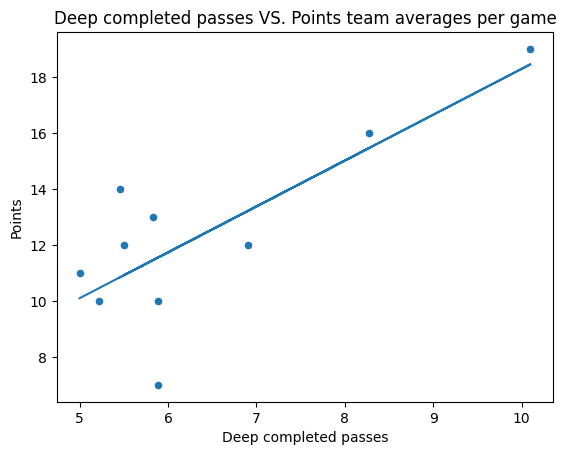 Deep completed passes VS. Points team averages per game
Points
18
16
14
12
10
8
5 6 7 8 9 10
Deep completed passes